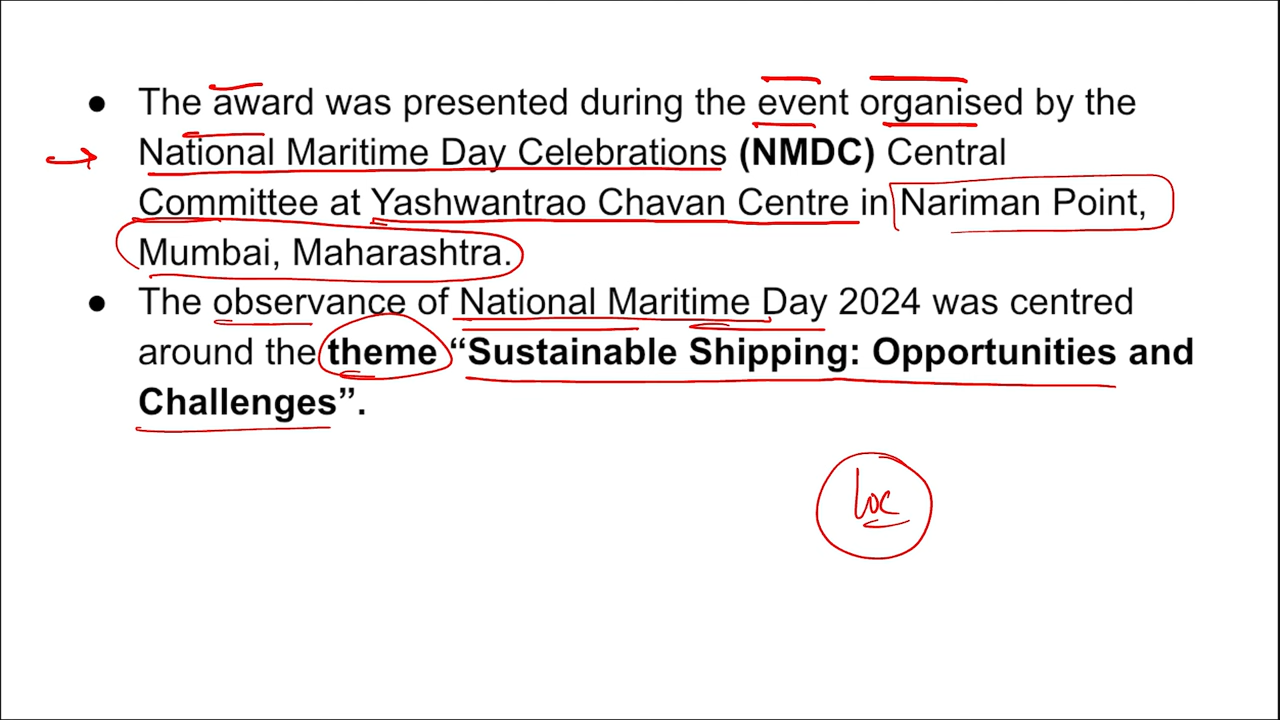 ● The award was presented during the event organised by the
National Maritime Day Celebrations (NMDC) Central
Committee at Yashwantrao Chavan Centre in Nariman Point,
Mumbai, Maharashtra.
● The observance of National Maritime Day 2024 was centred
around the theme “Sustainable Shipping: Opportunities and
Challenges”.